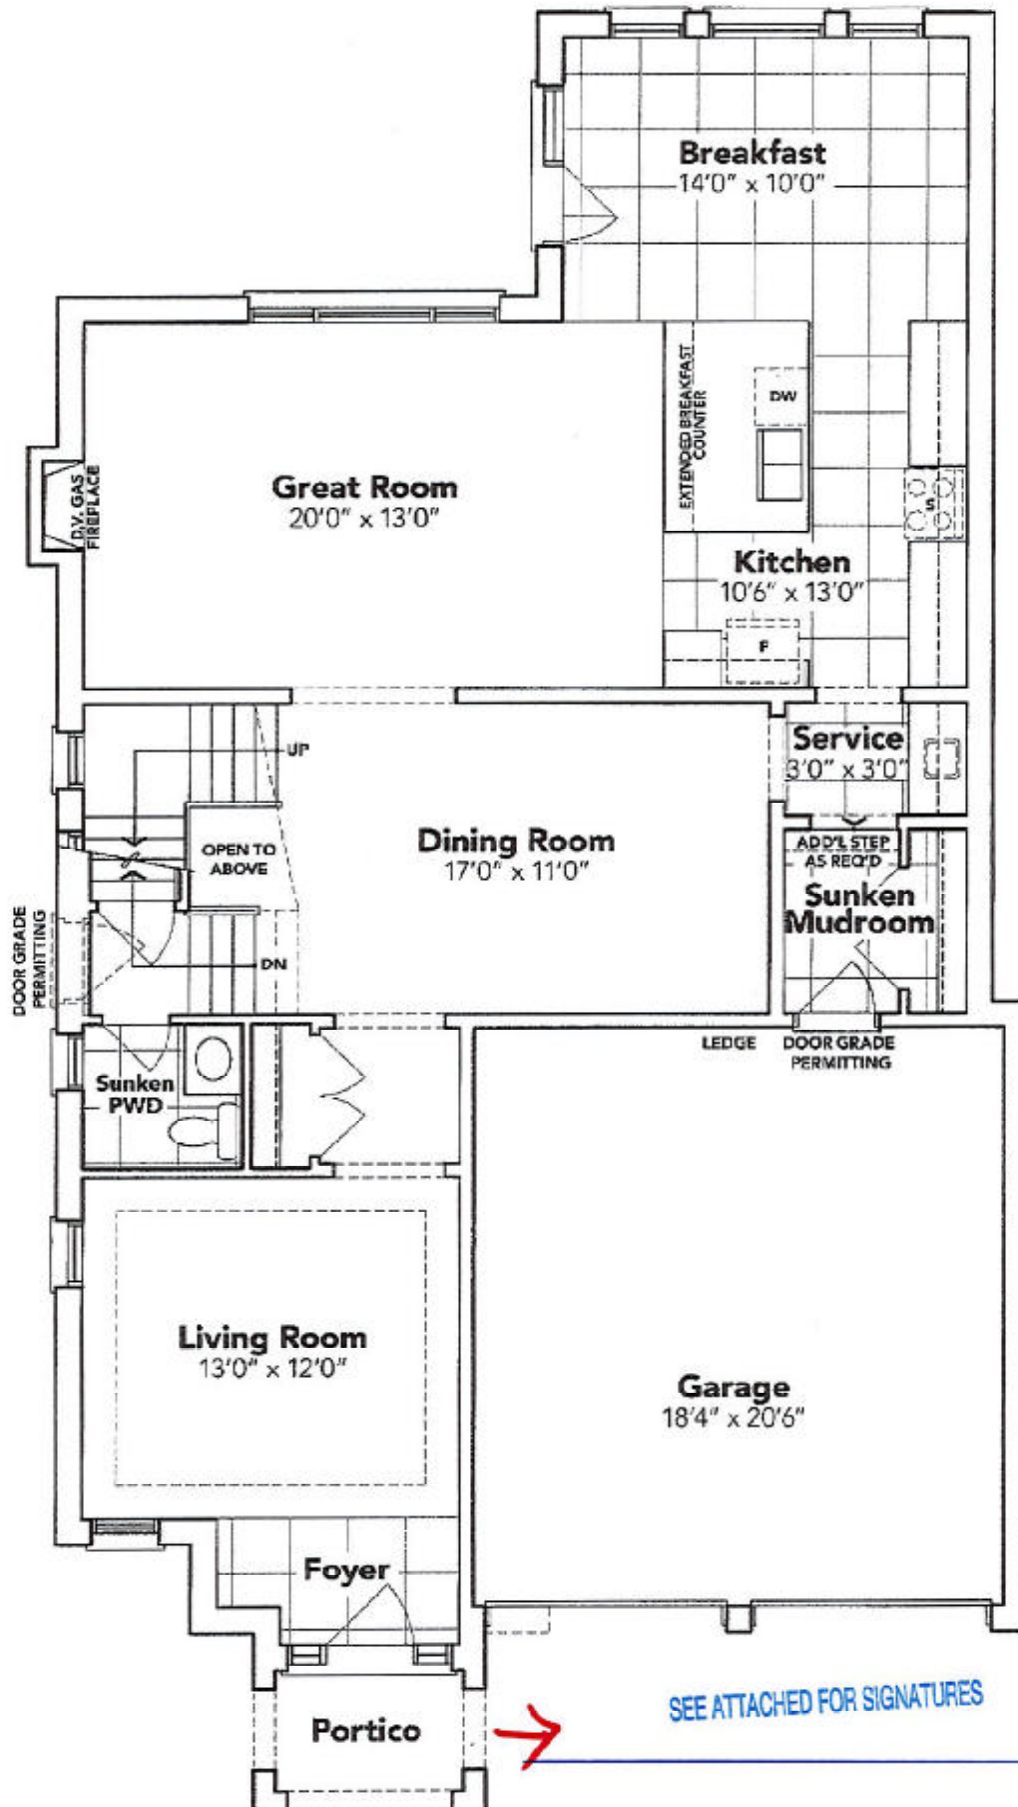 Breakfast
14'0" x 10'0"
EXTENDED BREAKFAST
COUNTER
DW
D.V. GAS
FIREPLACE
Great Room
20'0" x 13'0"
S
Kitchen
10'6" x 13'0"
F
UP
Service
3'0" x 3'0"
OPEN TO
ABOVE
Dining Room
17'0" x 11'0"
ADD'L STEP
AS REQ'D
Sunken
Mudroom
DOOR GRADE
PERMITTING
DN
LEDGE
DOOR GRADE
PERMITTING
Sunken
PWD
Living Room
13'0" x 12'0"
Garage
18'4" x 20'6"
Foyer
SEE ATTACHED FOR SIGNATURES
Portico